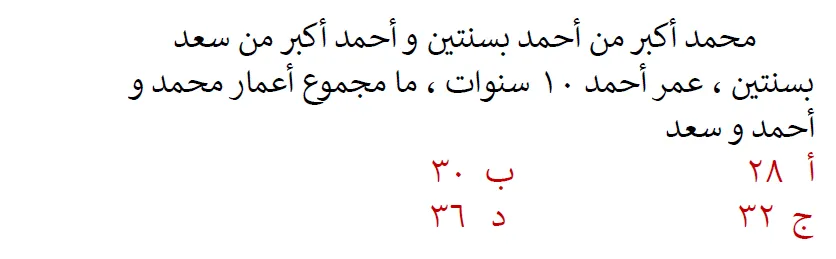 محمد أكبر من أحمد بسنتين و أحمد أكبر من سعد
بسنتين ، عمر أحمد ١٠ سنوات ، ما مجموع أعمار محمد و
أحمد و سعد
أ ٢٨ ب ٣٠
ج ٣٢ د ٣٦